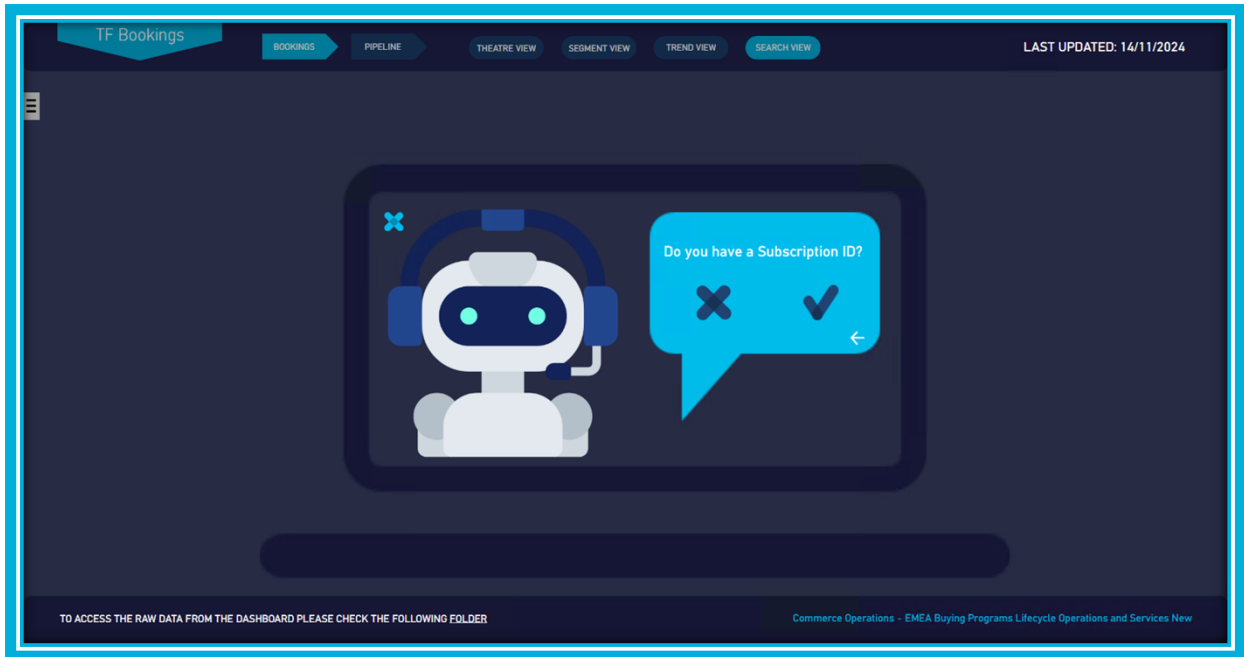 TF Bookings
BOOKINGS
PIPELINE
THEATRE VIEW
SEGMENT VIEW
TREND VIEW
SEARCH VIEW
LAST UPDATED: 14/11/2024
Do you have a Subscription ID?
TO ACCESS THE RAW DATA FROM THE DASHBOARD PLEASE CHECK THE FOLLOWING FOLDER
Commerce Operations - EMEA Buying Programs Lifecycle Operations and Services New